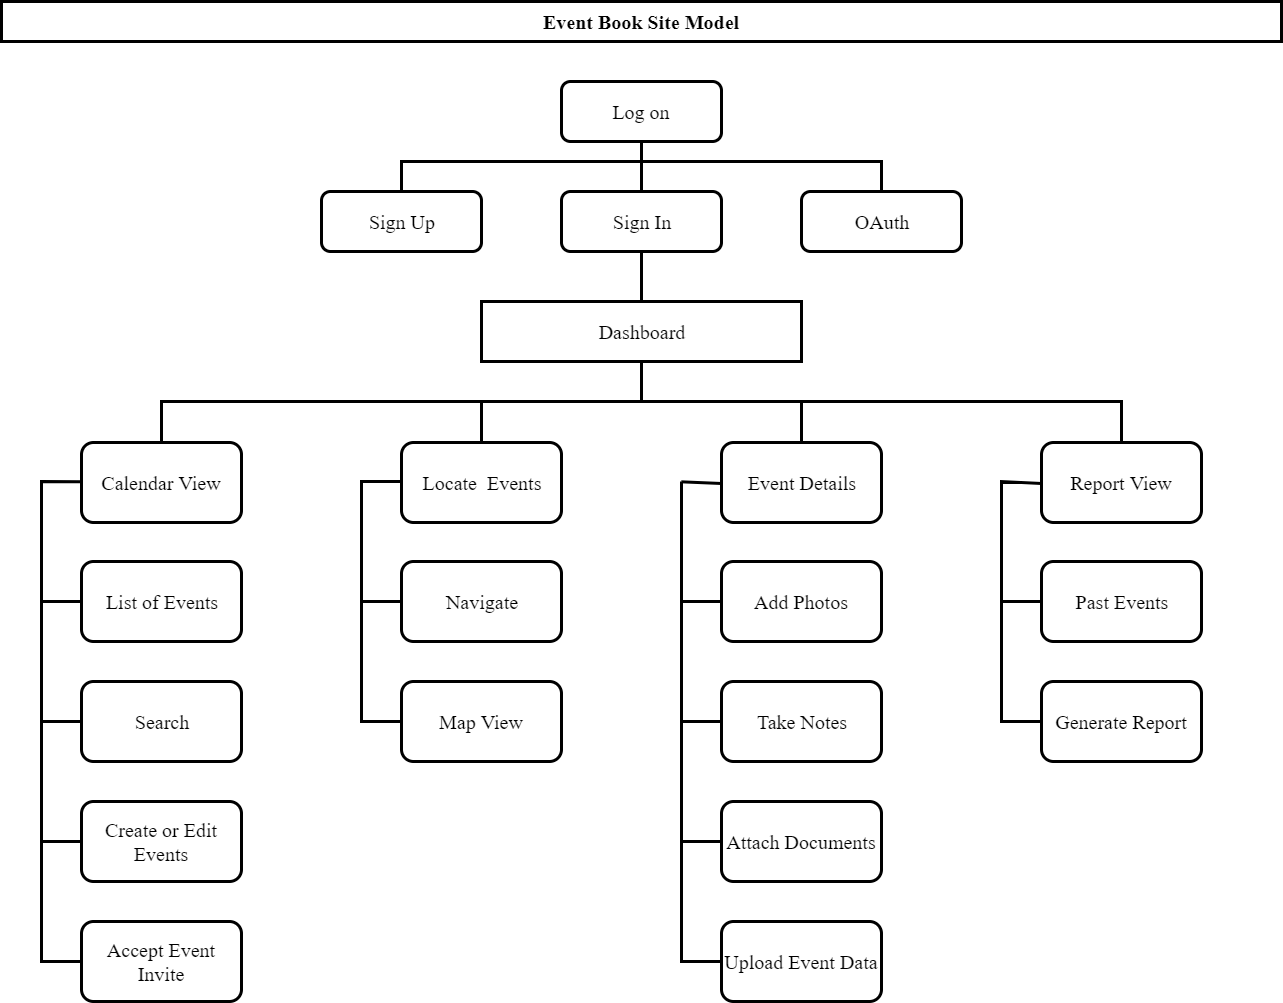 Event Book Site Model
Log on
Sign Up
Sign In
OAuth
Dashboard
Calendar View
Locate  Events
Event Details
Report View
List of Events
Navigate
Add Photos
Past Events
Search
Map View
Take Notes
Generate Report
Create or Edit
Events
Attach Documents
Accept Event
Invite
Upload Event Data